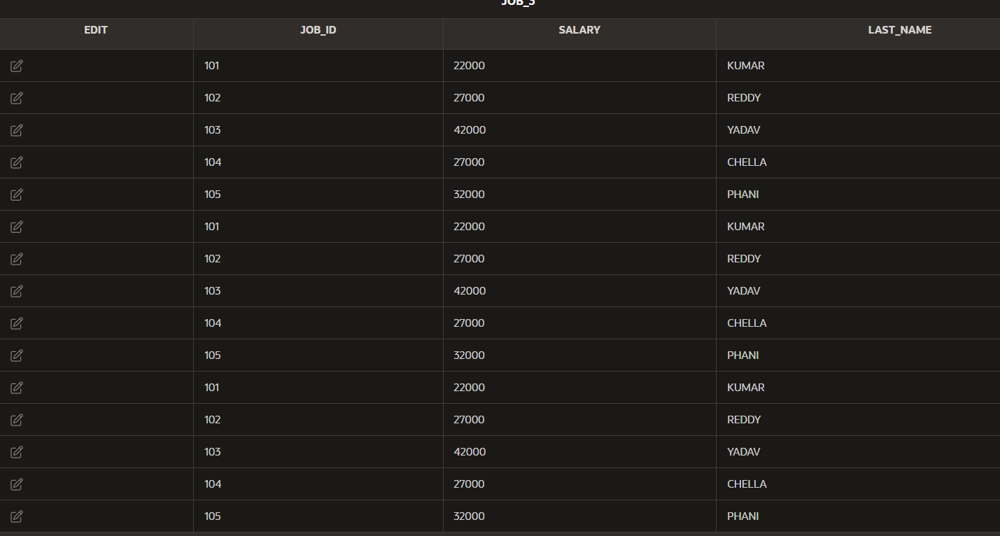 JOB_3
EDIT JOB_ID SALARY LAST_NAME
101 22000 KUMAR
102 27000 REDDY
103 42000 YADAV
104 27000 CHELLA
105 32000 PHANI
101 22000 KUMAR
102 27000 REDDY
103 42000 YADAV
104 27000 CHELLA
105 32000 PHANI
101 22000 KUMAR
102 27000 REDDY
103 42000 YADAV
104 27000 CHELLA
105 32000 PHANI